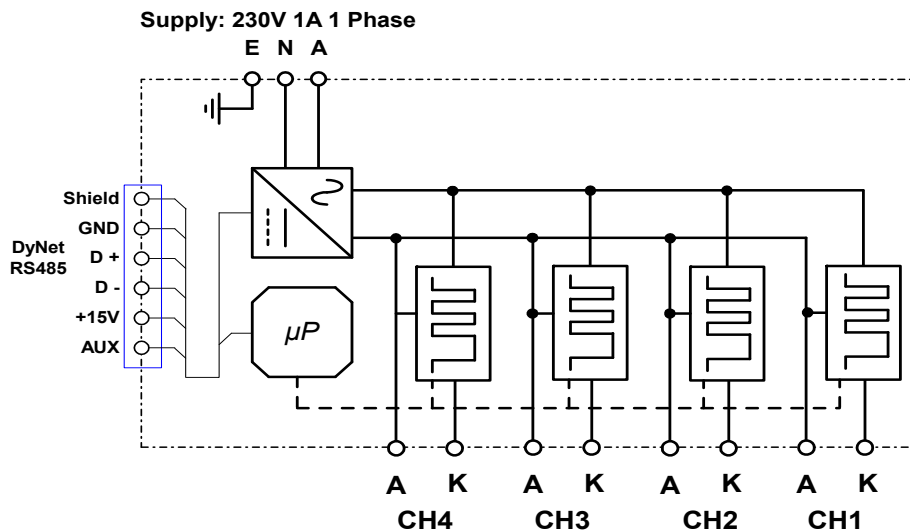 Supply: 230V 1A 1 Phase
E N A
Shield
GND
DyNet
RS485
D +
D -
+15V
AUX
µP
A K A K A K A K
CH4 CH3 CH2 CH1